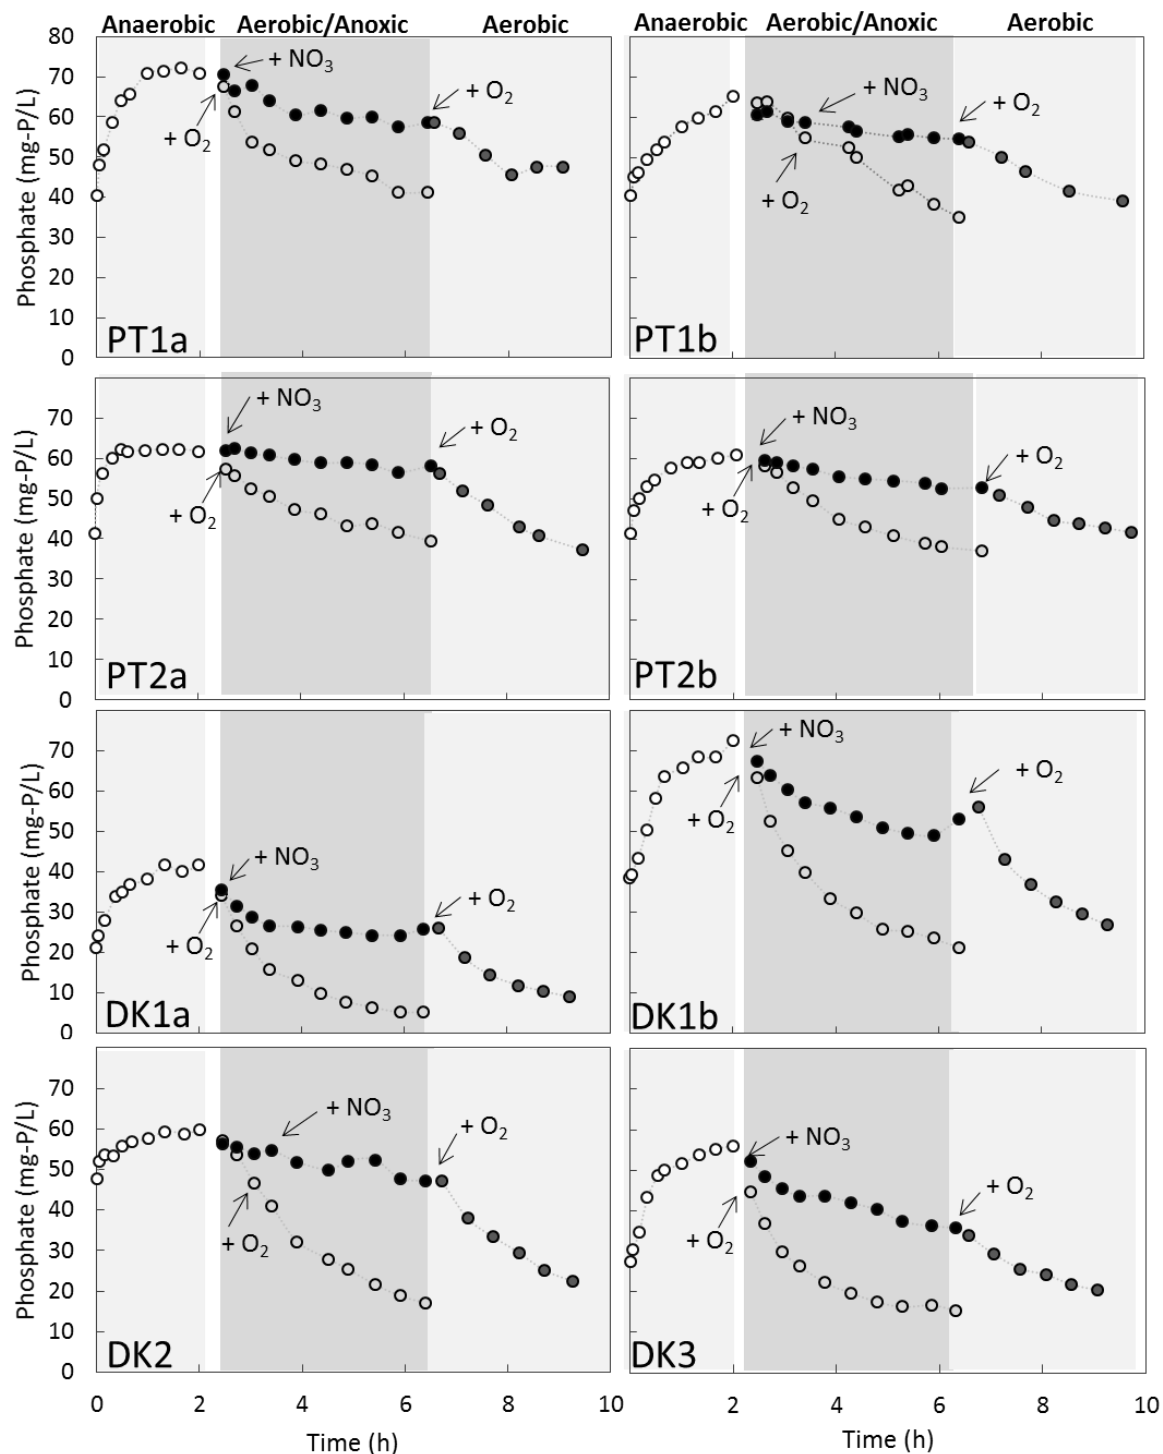 Anaerobic Aerobic/Anoxic Aerobic Anaerobic Aerobic/Anoxic Aerobic
80
70
60
50
40
30
20
10
0
Phosphate (mg-P/L)
+ NO3
+ O2
+ O2
PT1a
+ NO3
+ O2
+ O2
PT1b
70
60
50
40
30
20
10
0
Phosphate (mg-P/L)
+ NO3
+ O2
+ O2
PT2a
+ NO3
+ O2
+ O2
PT2b
70
60
50
40
30
20
10
0
Phosphate (mg-P/L)
+ NO3
+ O2
+ O2
DK1a
+ NO3
+ O2
+ O2
DK1b
70
60
50
40
30
20
10
0
Phosphate (mg-P/L)
+ NO3
+ O2
+ O2
DK2
+ NO3
+ O2
+ O2
DK3
0 2 4 6 8 10
Time (h)
2 4 6 8 10
Time (h)